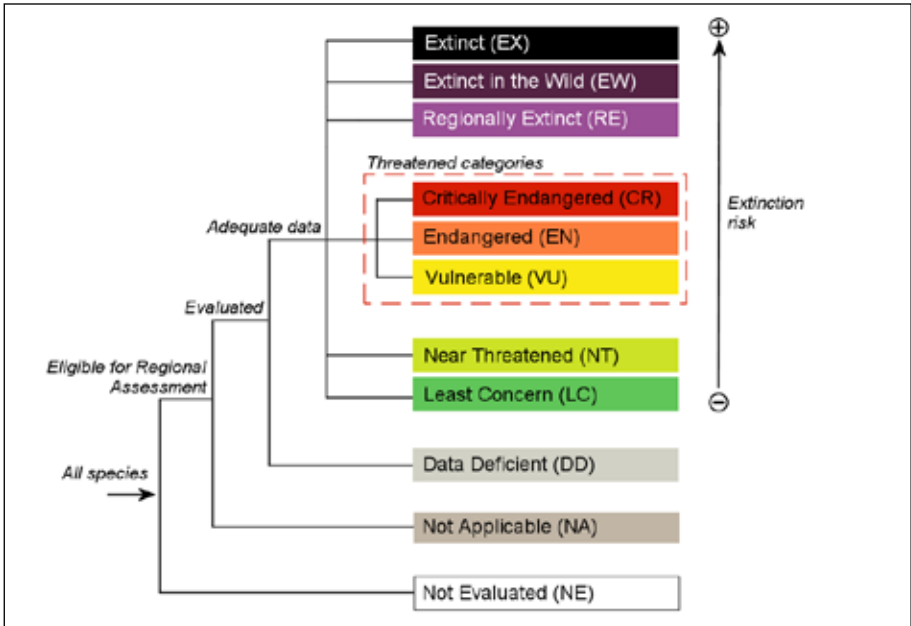 Extinct (EX)
Extinct in the Wild (EW)
Regionally Extinct (RE)
Threatened categories
Critically Endangered (CR)
Adequate data
Endangered (EN)
Vulnerable (VU)
Extinction
risk
Evaluated
Near Threatened (NT)
Eligible for Regional
Assessment
Least Concern (LC)
Data Deficient (DD)
All species
Not Applicable (NA)
Not Evaluated (NE)